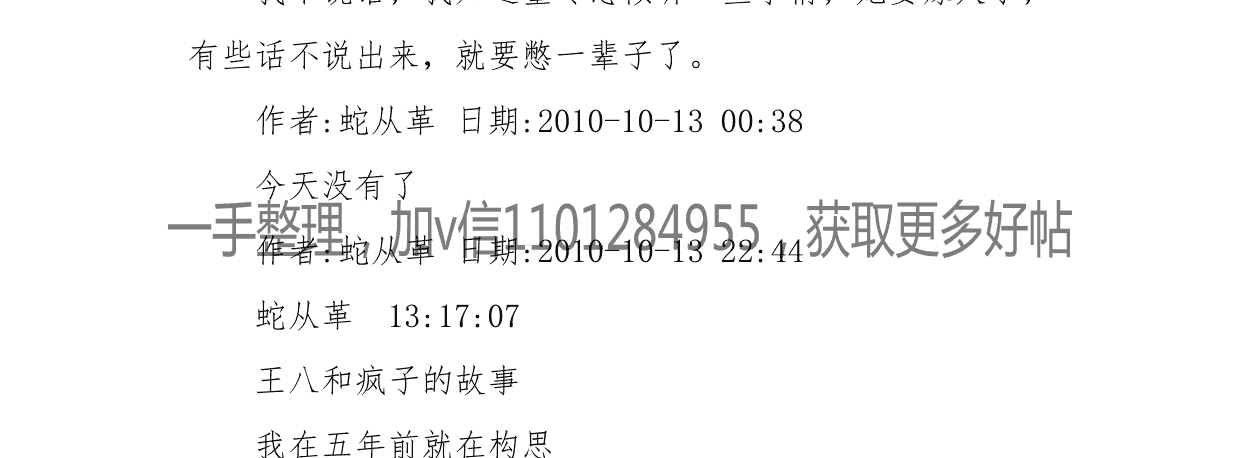 有些话不说出来，就要憋一辈子了。
作者:蛇从革 日期:2010-10-13 00:38
今天没有了
一手整理，加v信1101284955，获取更多好帖
作者:蛇从革 日期:2010-10-13 22:44
蛇从革 13:17:07
王八和疯子的故事
我在五年前就在构思